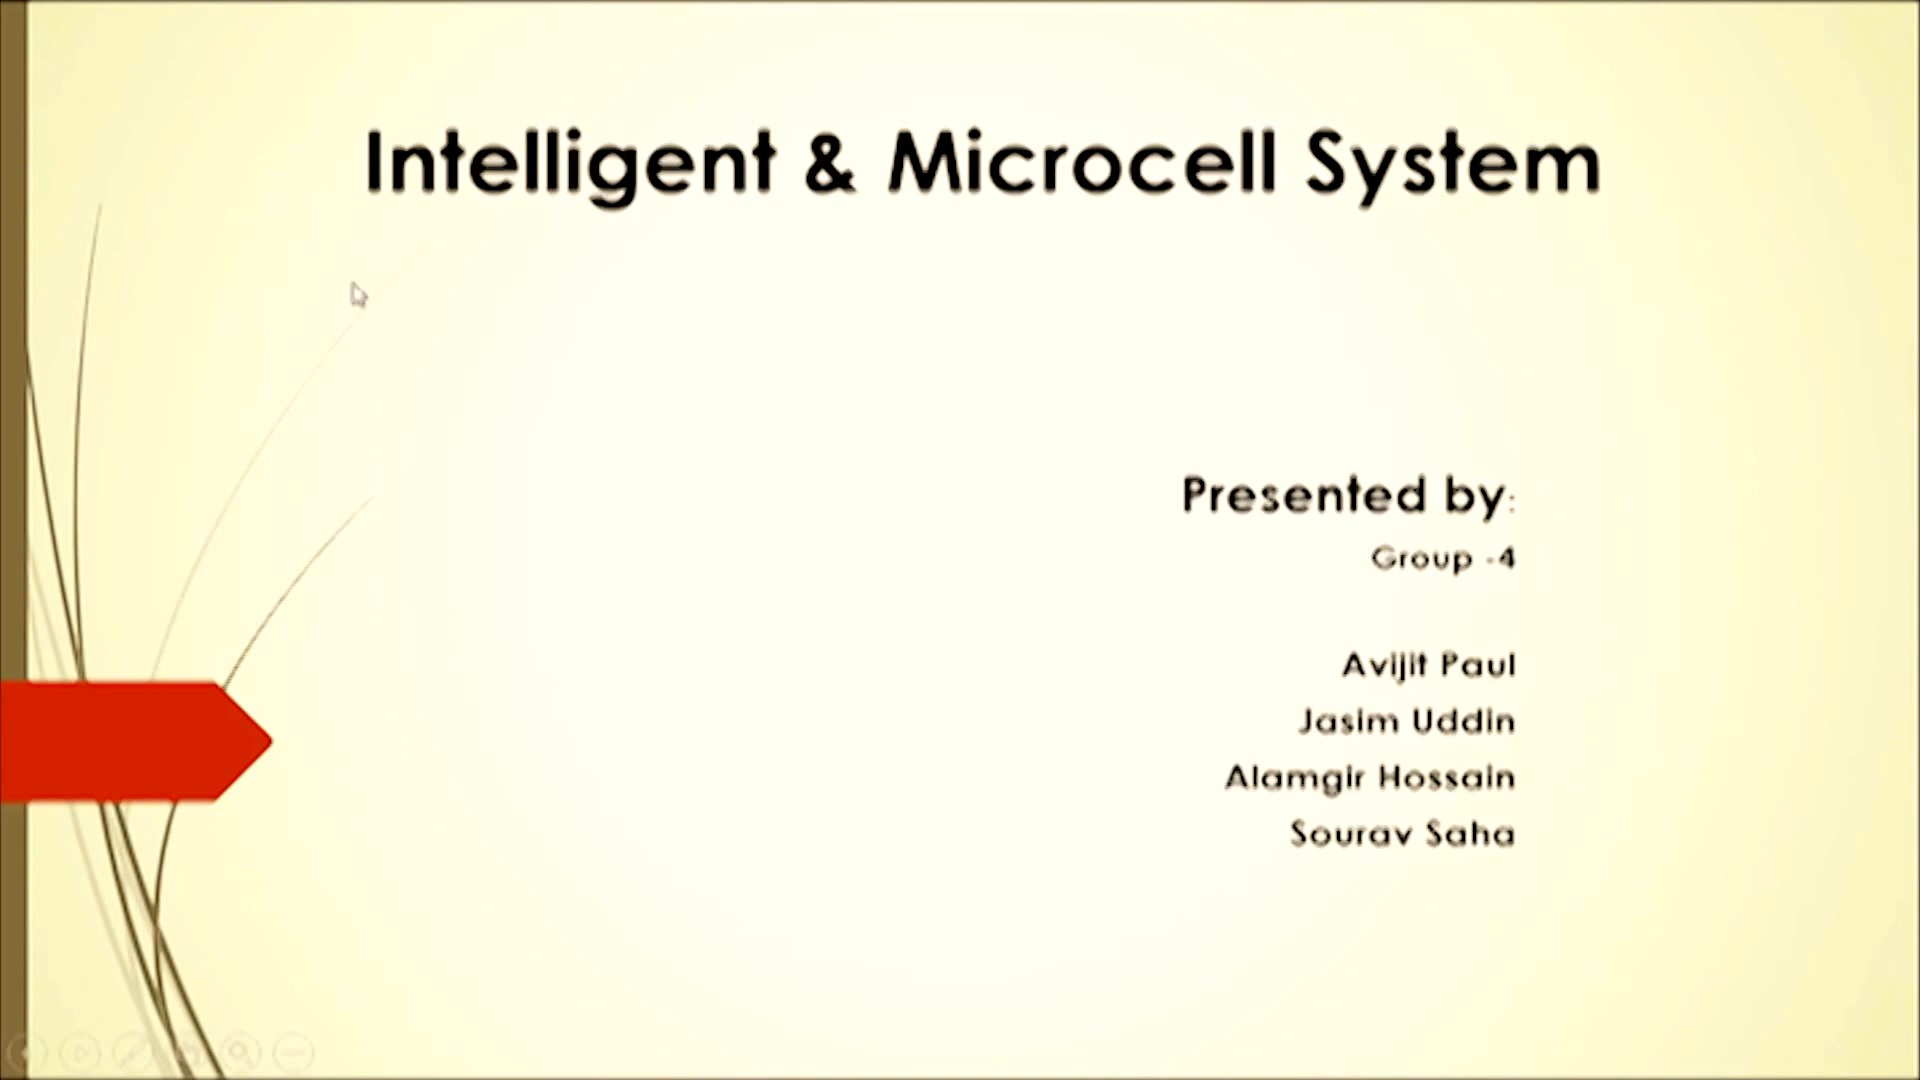 Intelligent & Microcell System
Presented by:
Group -4
Avijit Paul
Jasim Uddin
Alamgir Hossain
Sourav Saha